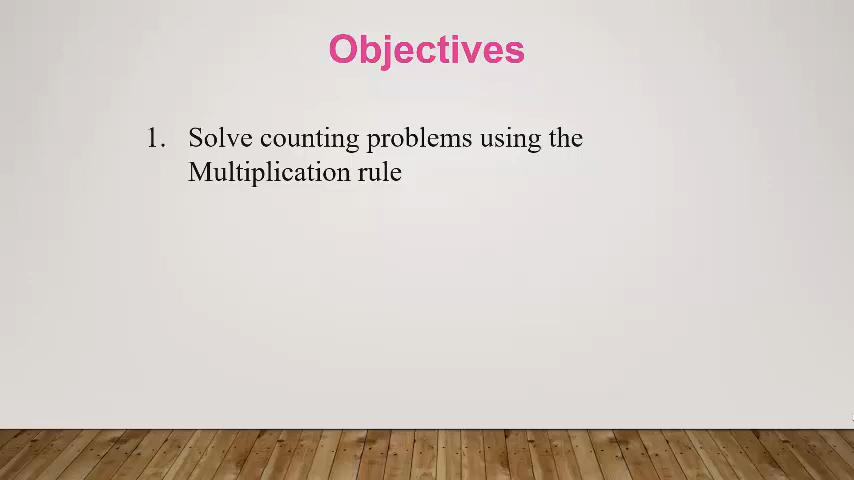 Objectives
1. Solve counting problems using the
Multiplication rule